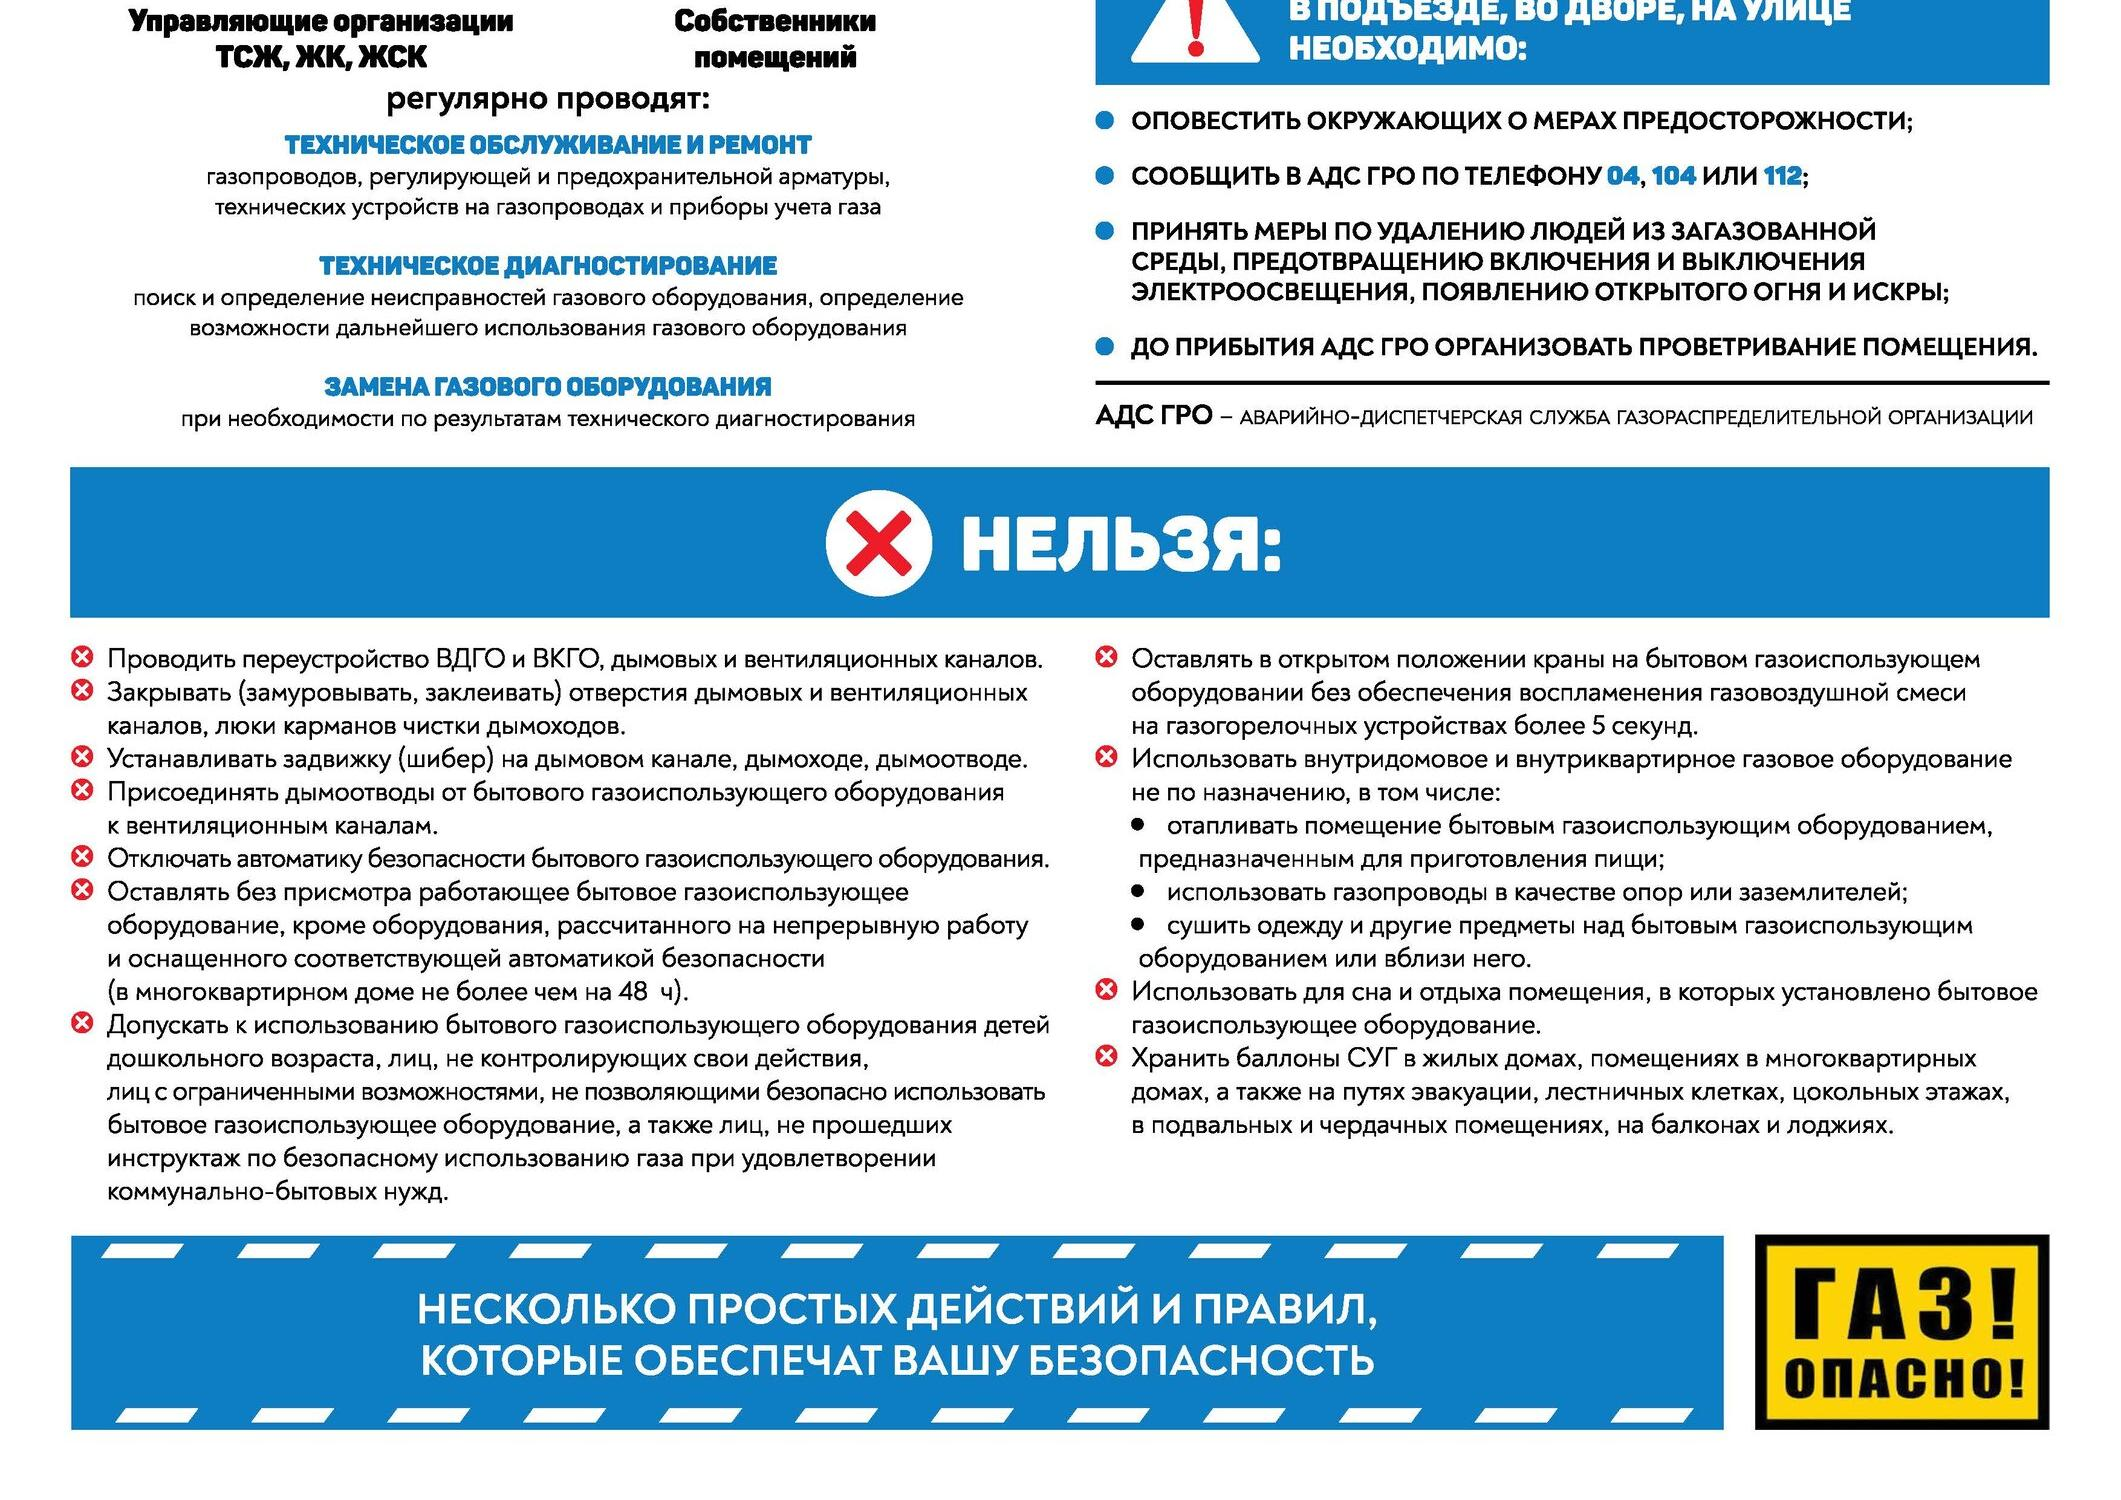 Управляющие организации
ТСЖ, ЖК, ЖСК
Собственники
помещений
регулярно проводят:
ТЕХНИЧЕСКОЕ ОБСЛУЖИВАНИЕ И РЕМОНТ
газопроводов, регулирующей и предохранительной арматуры,
технических устройств на газопроводах и приборы учета газа
ТЕХНИЧЕСКОЕ ДИАГНОСТИРОВАНИЕ
поиск и определение неисправностей газового оборудования, определение
возможности дальнейшего использования газового оборудования
ЗАМЕНА ГАЗОВОГО ОБОРУДОВАНИЯ
при необходимости по результатам технического диагностирования
В ПОДЪЕЗДЕ, ВО ДВОРЕ, НА УЛИЦЕ
НЕОБХОДИМО:
ОПОВЕСТИТЬ ОКРУЖАЮЩИХ О МЕРАХ ПРЕДОСТОРОЖНОСТИ;
СООБЩИТЬ В АДС ГРО ПО ТЕЛЕФОНУ 04, 104 ИЛИ 112;
ПРИНЯТЬ МЕРЫ ПО УДАЛЕНИЮ ЛЮДЕЙ ИЗ ЗАГАЗОВАННОЙ
СРЕДЫ, ПРЕДОТВРАЩЕНИЮ ВКЛЮЧЕНИЯ И ВЫКЛЮЧЕНИЯ
ЭЛЕКТРООСВЕЩЕНИЯ, ПОЯВЛЕНИЮ ОТКРЫТОГО ОГНЯ И ИСКРЫ;
ДО ПРИБЫТИЯ АДС ГРО ОРГАНИЗОВАТЬ ПРОВЕТРИВАНИЕ ПОМЕЩЕНИЯ.
АДС ГРО – АВАРИЙНО-ДИСПЕТЧЕРСКАЯ СЛУЖБА ГАЗОРАСПРЕДЕЛИТЕЛЬНОЙ ОРГАНИЗАЦИИ
НЕЛЬЗЯ:
Проводить переустройство ВДГО и ВКГО, дымовых и вентиляционных каналов.
Закрывать (замуровывать, заклеивать) отверстия дымовых и вентиляционных
каналов, люки карманов чистки дымоходов.
Устанавливать задвижку (шибер) на дымовом канале, дымоходе, дымоотводе.
Присоединять дымоотводы от бытового газоиспользующего оборудования
к вентиляционным каналам.
Отключать автоматику безопасности бытового газоиспользующего оборудования.
Оставлять без присмотра работающее бытовое газоиспользующее
оборудование, кроме оборудования, рассчитанного на непрерывную работу
и оснащенного соответствующей автоматикой безопасности
(в многоквартирном доме не более чем на 48 ч).
Допускать к использованию бытового газоиспользующего оборудования детей
дошкольного возраста, лиц, не контролирующих свои действия,
лиц с ограниченными возможностями, не позволяющими безопасно использовать
бытовое газоиспользующее оборудование, а также лиц, не прошедших
инструктаж по безопасному использованию газа при удовлетворении
коммунально-бытовых нужд.
Оставлять в открытом положении краны на бытовом газоиспользующем
оборудовании без обеспечения воспламенения газовоздушной смеси
на газогорелочных устройствах более 5 секунд.
Использовать внутридомовое и внутриквартирное газовое оборудование
не по назначению, в том числе:
• отапливать помещение бытовым газоиспользующим оборудованием,
предназначенным для приготовления пищи;
• использовать газопроводы в качестве опор или заземлителей;
• сушить одежду и другие предметы над бытовым газоиспользующим
оборудованием или вблизи него.
Использовать для сна и отдыха помещения, в которых установлено бытовое
газоиспользующее оборудование.
Хранить баллоны СУГ в жилых домах, помещениях в многоквартирных
домах, а также на путях эвакуации, лестничных клетках, цокольных этажах,
в подвальных и чердачных помещениях, на балконах и лоджиях.
НЕСКОЛЬКО ПРОСТЫХ ДЕЙСТВИЙ И ПРАВИЛ,
КОТОРЫЕ ОБЕСПЕЧАТ ВАШУ БЕЗОПАСНОСТЬ
ГАЗ!
ОПАСНО!